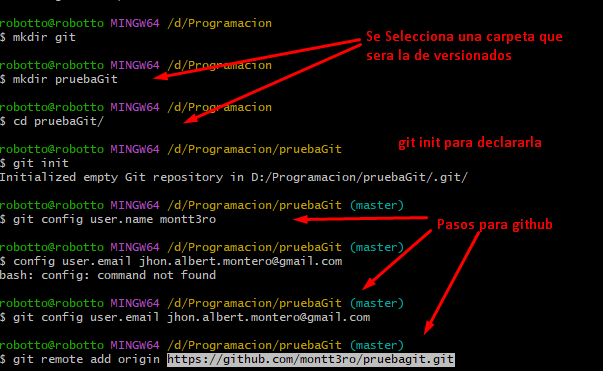 robotto@robotto MINGW64 /d/Programacion
$ mkdir git
robotto@robotto MINGW64 /d/Programacion
$ mkdir pruebaGit
Se Selecciona una carpeta que
sera la de versionados
robotto@robotto MINGW64 /d/Programacion
$ cd pruebaGit/
robotto@robotto MINGW64 /d/Programacion/pruebaGit
$ git init
git init para declararla
Initialized empty Git repository in D:/Programacion/pruebaGit/.git/
robotto@robotto MINGW64 /d/Programacion/pruebaGit (master)
$ git config user.name montt3ro
Pasos para github
robotto@robotto MINGW64 /d/Programacion/pruebaGit (master)
$ config user.email jhon.albert.montero@gmail.com
bash: config: command not found
robotto@robotto MINGW64 /d/Programacion/pruebaGit (master)
$ git config user.email jhon.albert.montero@gmail.com
robotto@robotto MINGW64 /d/Programacion/pruebaGit (master)
$ git remote add origin https://github.com/montt3ro/pruebagit.git